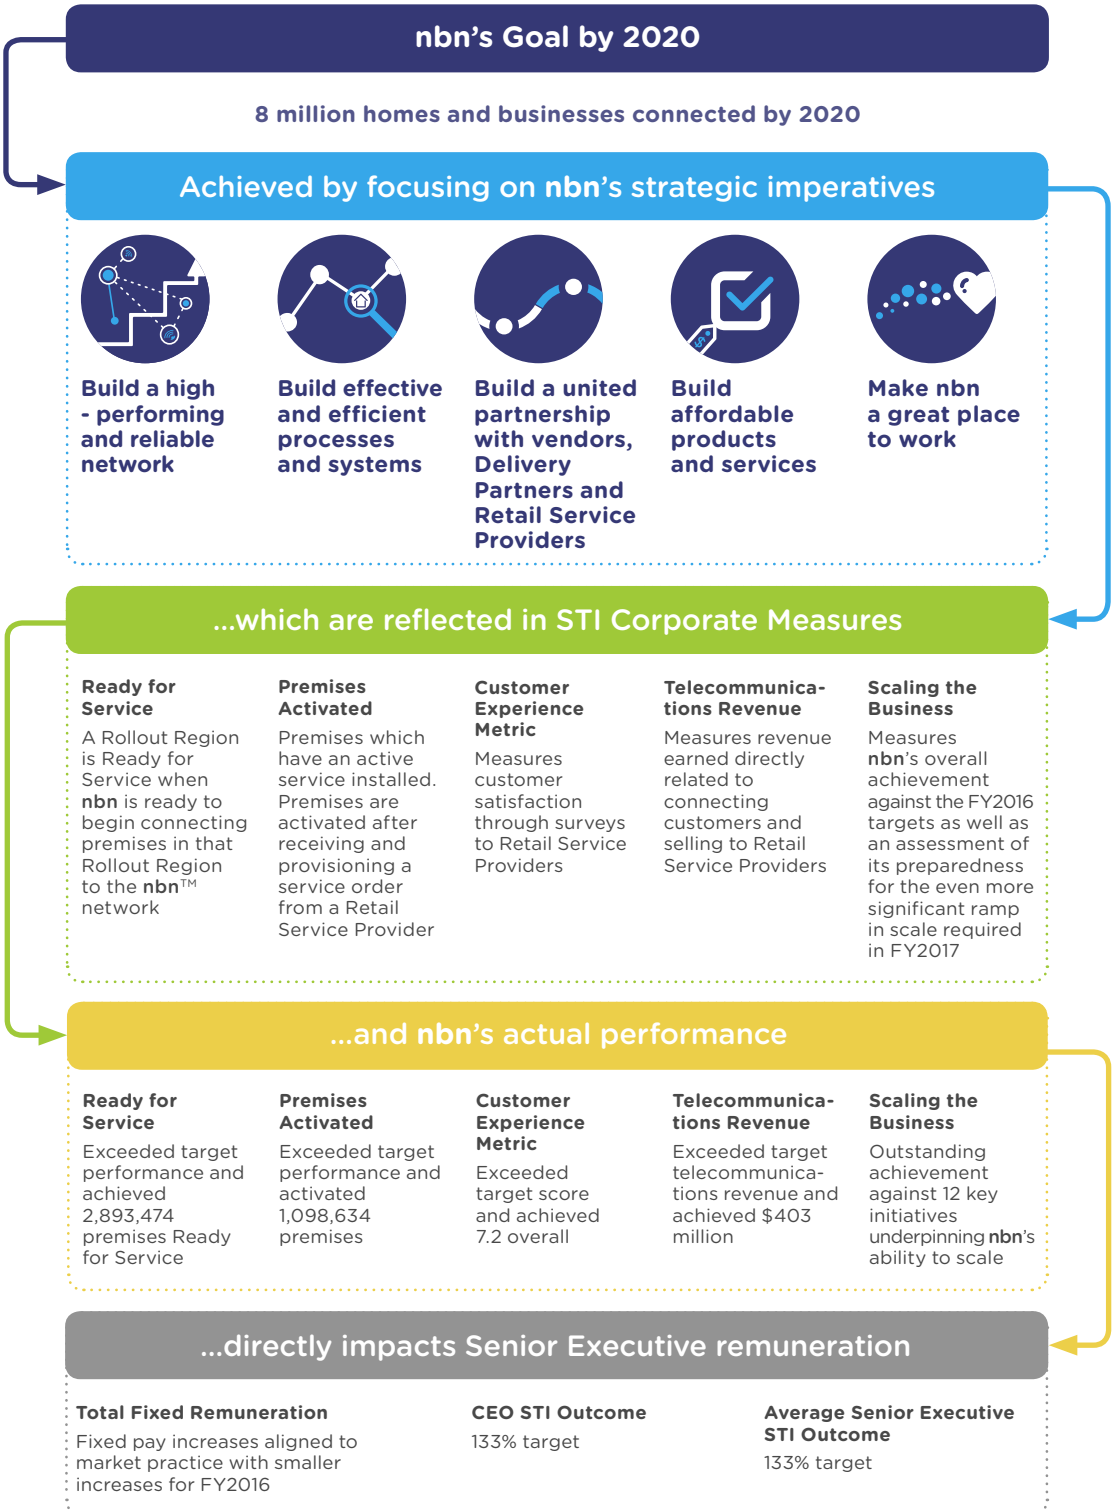 nbn's Goal by 2020
8 million homes and businesses connected by 2020
Achieved by focusing on nbn's strategic imperatives
Build a high
- performing
and reliable
network
Build effective
and efficient
processes
and systems
Build a united
partnership
with vendors,
Delivery
Partners and
Retail Service
Providers
$
Build
affordable
products
and services
Make nbn
a great place
to work
...which are reflected in STI Corporate Measures
Ready for
Service
A Rollout Region
is Ready for
Service when
nbn is ready to
begin connecting
premises in that
Rollout Region
to the nbn™
network
Premises
Activated
Premises which
have an active
service installed.
Premises are
activated after
receiving and
provisioning a
service order
from a Retail
Service Provider
Customer
Experience
Metric
Measures
customer
satisfaction
through surveys
to Retail Service
Providers
Telecommunica-
tions Revenue
Measures revenue
earned directly
related to
connecting
customers and
selling to Retail
Service Providers
Scaling the
Business
Measures
nbn's overall
achievement
against the FY2016
targets as well as
an assessment of
its preparedness
for the even more
significant ramp
in scale required
in FY2017
...and nbn's actual performance
Ready for
Service
Exceeded target
performance and
achieved
2,893,474
premises Ready
for Service
Premises
Activated
Exceeded target
performance and
activated
1,098,634
premises
Customer
Experience
Metric
Exceeded
target score
and achieved
7.2 overall
Telecommunica-
tions Revenue
Exceeded target
telecommunica-
tions revenue and
achieved $403
million
Scaling the
Business
Outstanding
achievement
against 12 key
initiatives
underpinning nbn's
ability to scale
...directly impacts Senior Executive remuneration
Total Fixed Remuneration
Fixed pay increases aligned to
market practice with smaller
increases for FY2016
CEO STI Outcome
133% target
Average Senior Executive
STI Outcome
133% target